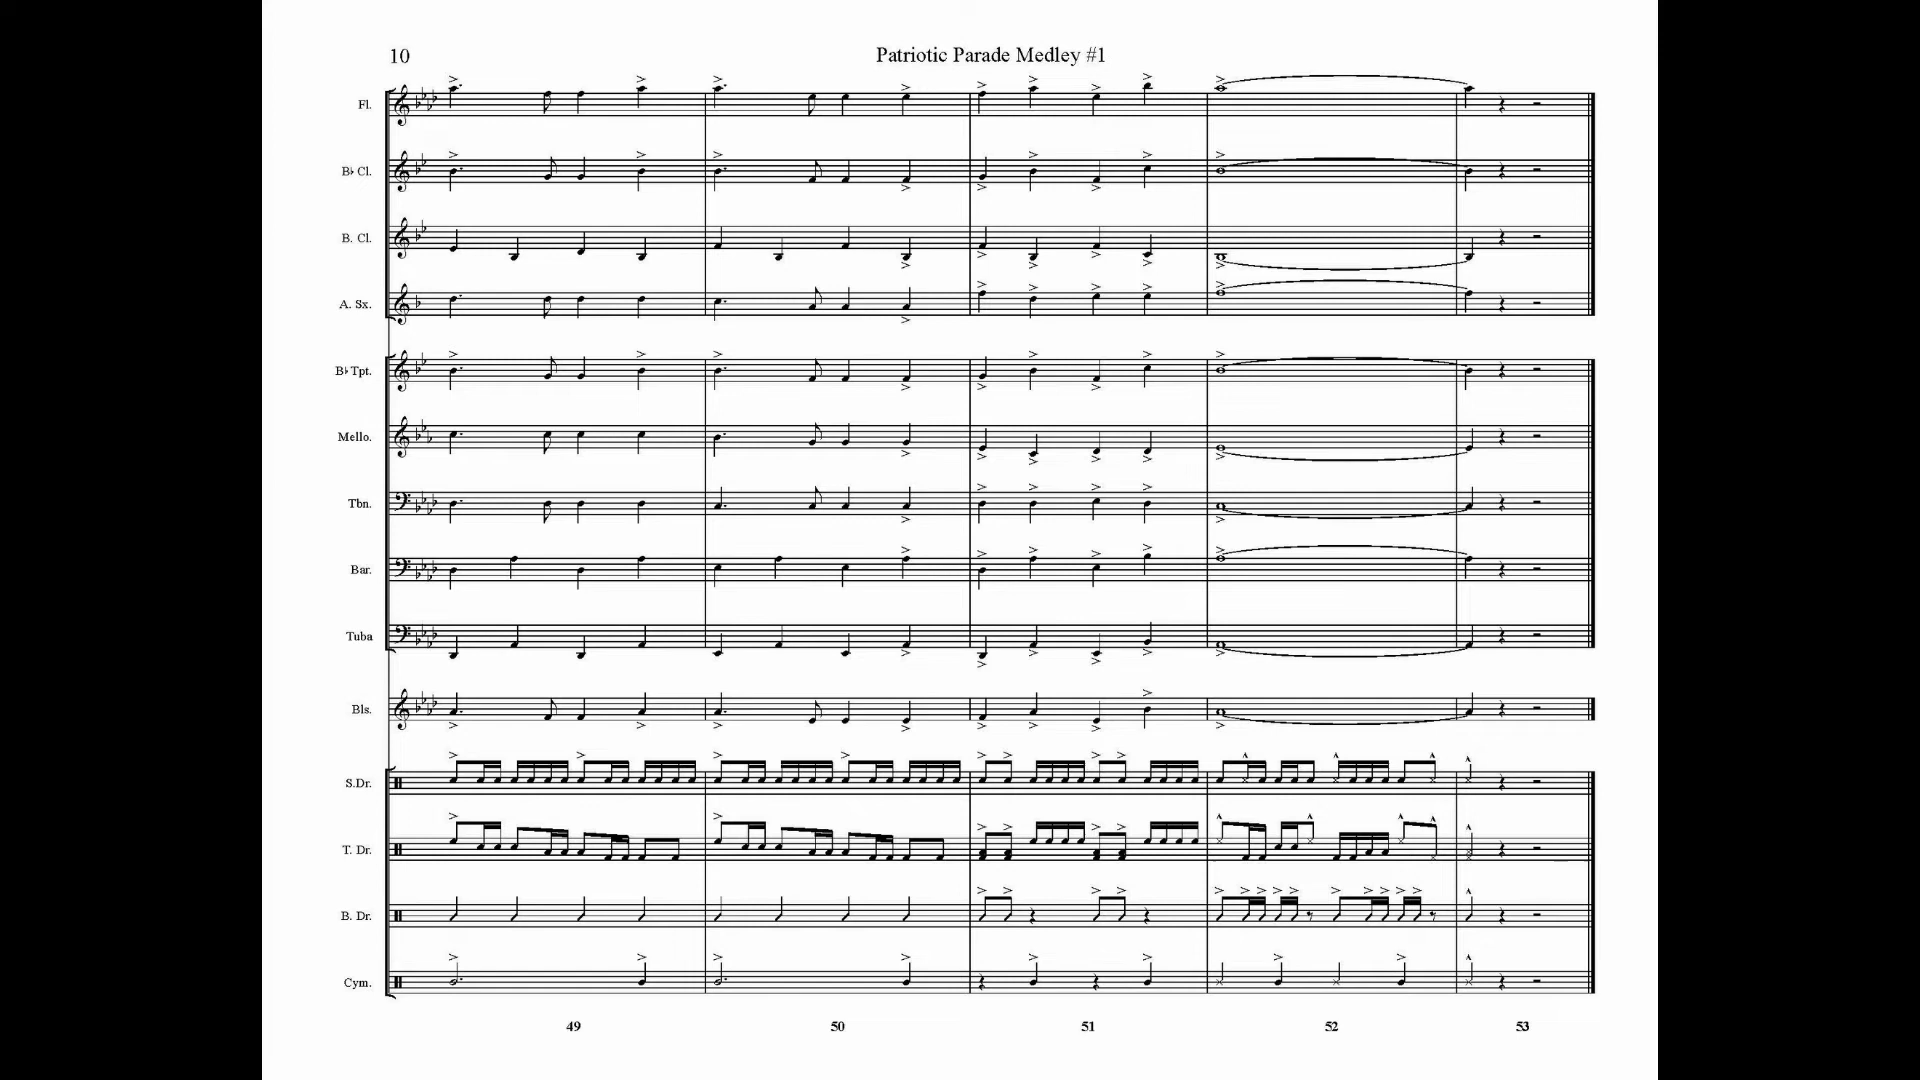 10
Patriotic Parade Medley #1
Fl.
B♭ Cl.
B. Cl.
A. Sx.
B♭ Tpt.
Mello.
Tbn.
Bar.
Tuba
Bls.
S.Dr.
T. Dr.
B. Dr.
Cym.
49 50 51 52 53